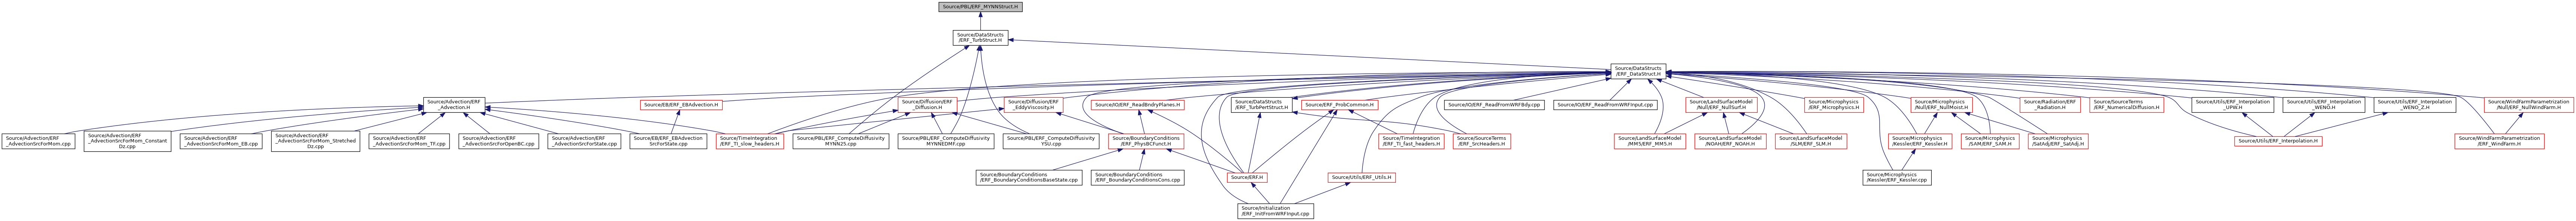 Source/PBL/ERF_MYNNStruct.H
Source/DataStructs
/ERF_TurbStruct.H
Source/DataStructs
/ERF_DataStruct.H
Source/Advection/ERF
_Advection.H
Source/EB/ERF_EBAdvection.H
Source/Diffusion/ERF
_Diffusion.H
Source/Diffusion/ERF
_EddyViscosity.H
Source/IO/ERF_ReadBndryPlanes.H
Source/DataStructs
/ERF_TurbPertStruct.H
Source/ERF_ProbCommon.H
Source/IO/ERF_ReadFromWRFBdy.cpp
Source/IO/ERF_ReadFromWRFInput.cpp
Source/LandSurfaceModel
/Null/ERF_NullSurf.H
Source/Microphysics
/ERF_Microphysics.H
Source/Microphysics
/Null/ERF_NullMoist.H
Source/Radiation/ERF
_Radiation.H
Source/SourceTerms
/ERF_NumericalDiffusion.H
Source/Utils/ERF_Interpolation
_UPW.H
Source/Utils/ERF_Interpolation
_WENO.H
Source/Utils/ERF_Interpolation
_WENO_Z.H
Source/WindFarmParametrization
/Null/ERF_NullWindFarm.H
Source/Advection/ERF
_AdvectionSrcForMom.cpp
Source/Advection/ERF
_AdvectionSrcForMom_Constant
Dz.cpp
Source/Advection/ERF
_AdvectionSrcForMom_EB.cpp
Source/Advection/ERF
_AdvectionSrcForMom_Stretched
Dz.cpp
Source/Advection/ERF
_AdvectionSrcForMom_TF.cpp
Source/Advection/ERF
_AdvectionSrcForOpenBC.cpp
Source/Advection/ERF
_AdvectionSrcForState.cpp
Source/EB/ERF_EBAdvection
SrcForState.cpp
Source/TimeIntegration
/ERF_TI_slow_headers.H
Source/PBL/ERF_ComputeDiffusivity
MYNN25.cpp
Source/PBL/ERF_ComputeDiffusivity
MYNNEDMF.cpp
Source/PBL/ERF_ComputeDiffusivity
YSU.cpp
Source/BoundaryConditions
/ERF_PhysBCFunct.H
Source/TimeIntegration
/ERF_TI_fast_headers.H
Source/SourceTerms
/ERF_SrcHeaders.H
Source/LandSurfaceModel
/MM5/ERF_MM5.H
Source/LandSurfaceModel
/NOAH/ERF_NOAH.H
Source/LandSurfaceModel
/SLM/ERF_SLM.H
Source/Microphysics
/Kessler/ERF_Kessler.H
Source/Microphysics
/SAM/ERF_SAM.H
Source/Microphysics
/SatAdj/ERF_SatAdj.H
Source/Utils/ERF_Interpolation.H
Source/WindFarmParametrization
/ERF_WindFarm.H
Source/BoundaryConditions
/ERF_BoundaryConditionsBaseState.cpp
Source/BoundaryConditions
/ERF_BoundaryConditionsCons.cpp
Source/ERF.H
Source/Utils/ERF_Utils.H
Source/Microphysics
/Kessler/ERF_Kessler.cpp
Source/Initialization
/ERF_InitFromWRFInput.cpp